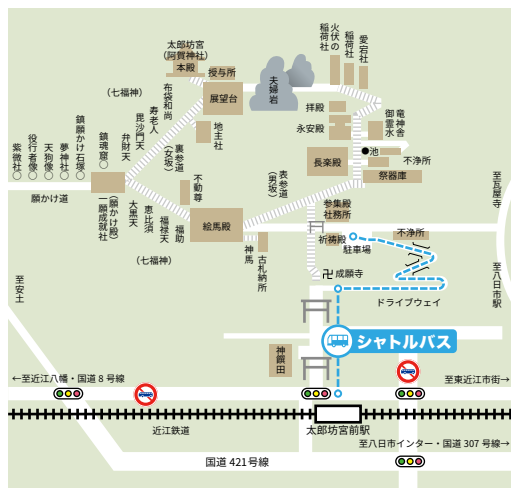 太郎坊宮
(阿賀神社)
本殿
授与所
夫婦岩
火伏の
稲荷社
稲荷社
愛宕社
(七福神)
布袋和尚
寿老人
毘沙門天
弁財天
展望台
地主社
拝殿
永安殿
御霊水
竜神舎
●池
不浄所
長楽殿
祭器庫
鎮願かけ石塚○
夢神社○
天狗像○
役行者像○
紫微社○
鎮魂窟○
願かけ道
裏参道
(女坂)
表参道
(男坂)
不動尊
一願成就社
(願かけ殿)
大黒天
恵比須
福禄天
福助
(七福神)
絵馬殿
神馬
古札納所
参集殿
社務所
祈祷殿
駐車場
不浄所
卍成願寺
ドライブウェイ
至瓦屋寺
至八日市駅
至安土
シャトルバス
神饌田
←至近江八幡・国道8号線
至東近江市街→
近江鉄道
太郎坊宮前駅
至八日市インター・国道307号線→
国道421号線